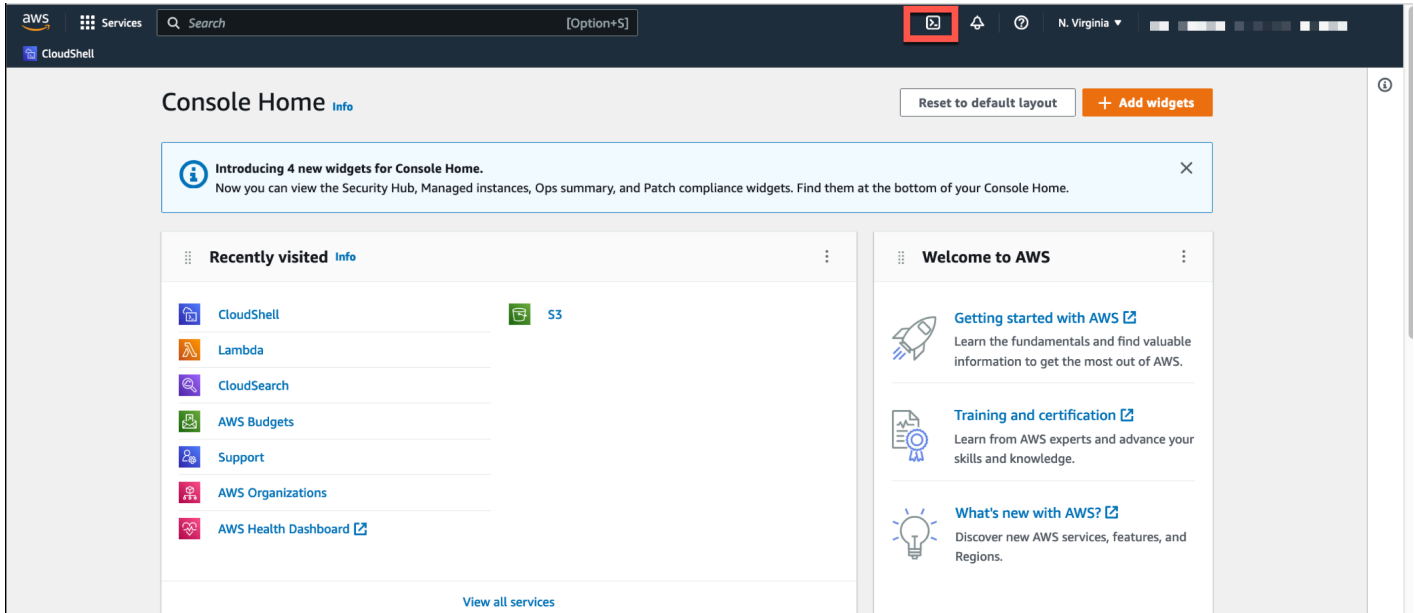 aws
Services
Search
[Option+S]
N. Virginia
CloudShell
Console Home Info
Reset to default layout
+ Add widgets
Introducing 4 new widgets for Console Home.
Now you can view the Security Hub, Managed instances, Ops summary, and Patch compliance widgets. Find them at the bottom of your Console Home.
Recently visited Info
CloudShell
Lambda
CloudSearch
AWS Budgets
Support
AWS Organizations
AWS Health Dashboard
S3
View all services
Welcome to AWS
Getting started with AWS
Learn the fundamentals and find valuable
information to get the most out of AWS.
Training and certification
Learn from AWS experts and advance your
skills and knowledge.
What's new with AWS?
Discover new AWS services, features, and
Regions.